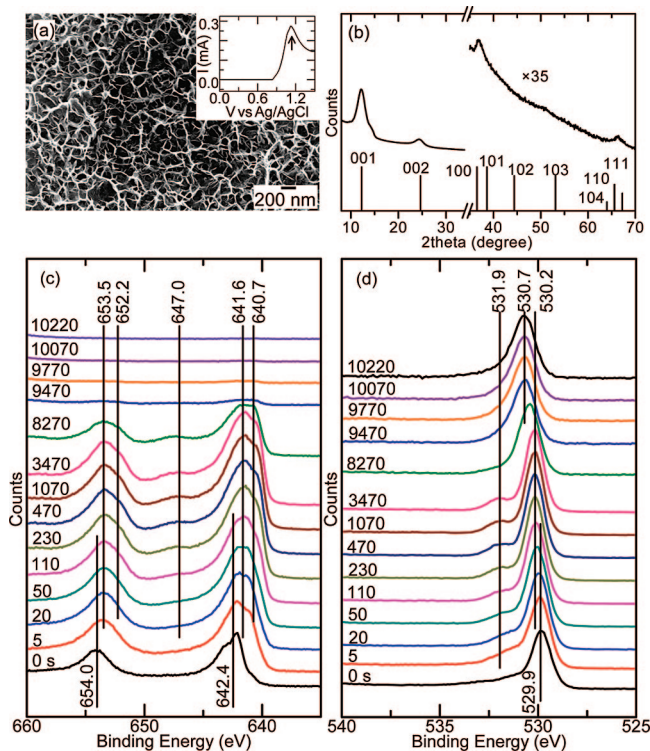 (a)
0.3
0.0
I (mA)
0.0 0.6 1.2
V vs Ag/AgCl
200 nm
(b)
×35
Counts
001
002
100
101
102
103
104
110
111
10 20 30 40 50 60 70
2theta (degree)
(c)
653.5
652.2
647.0
641.6
640.7
10220
10070
9770
9470
8270
3470
1070
470
230
110
50
20
5
0 s
654.0
642.4
Counts
660 650 640
Binding Energy (eV)
(d)
531.9
530.7
530.2
10220
10070
9770
9470
8270
3470
1070
470
230
110
50
20
5
0 s
529.9
Counts
540 535 530 525
Binding Energy (eV)